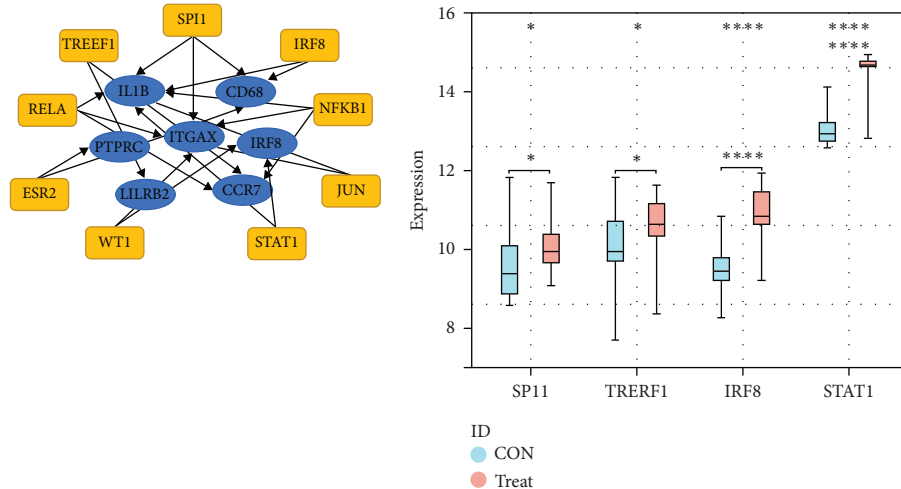 SPI1
TREEF1
IRF8
IL1B
CD68
RELA
NFKB1
ITGAX
IRF8
PTPRC
ESR2
LILRB2
CCR7
JUN
WT1
STAT1
Expression
16
14
12
10
8
* * **** ****
****
* * ****
SP11 TRERF1 IRF8 STAT1
ID
CON
Treat